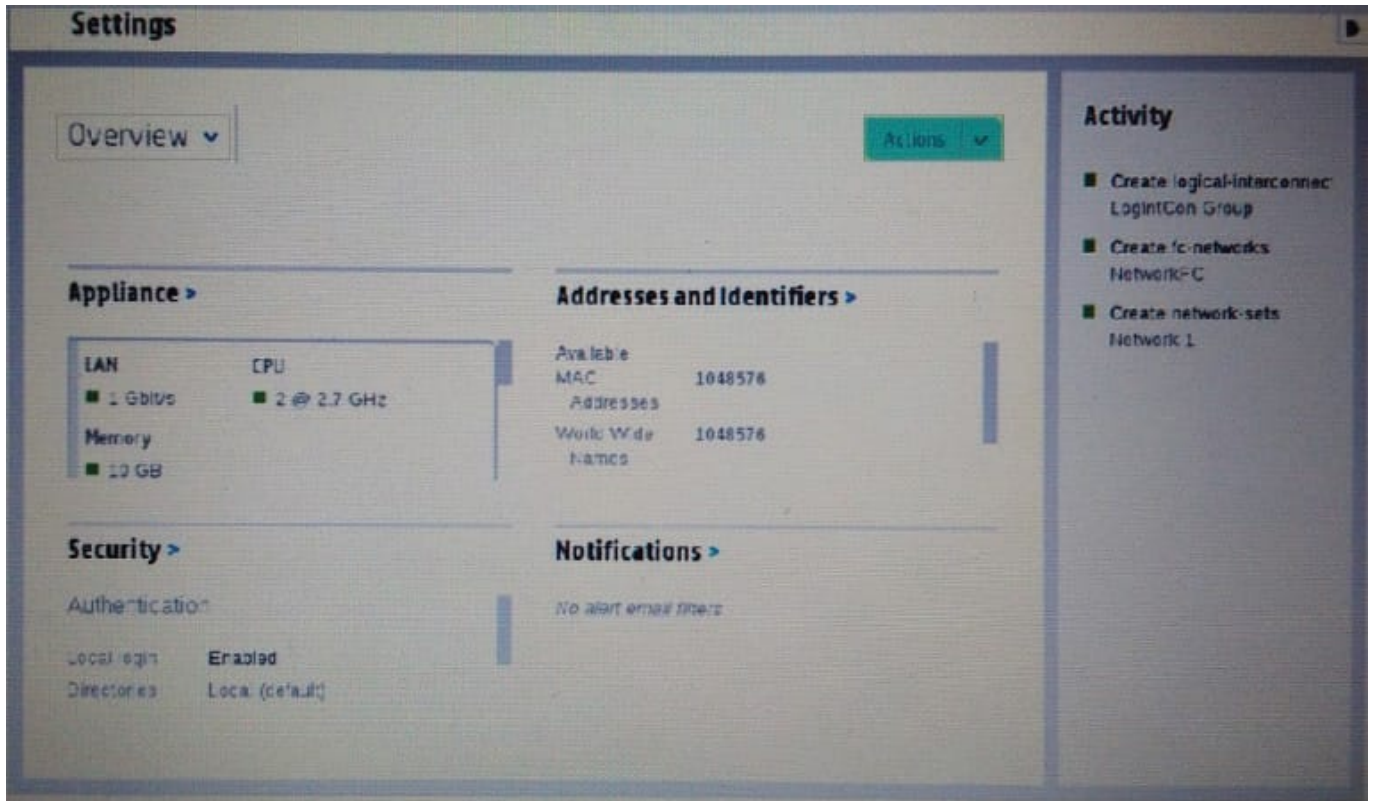 Settings
Overview
Actions
Appliance >
LAN CPU
1 Gbit/s 2 @ 2.7 GHz
Memory
10 GB
Addresses and Identifiers >
Available
MAC 1048576
Addresses
World Wide 1048576
Names
Security >
Authentication
Local login Enabled
Directories Local (default)
Notifications >
No alert email filters
Activity
Create logical-interconnec
LogIntCon Group
Create fc-networks
NetworkFC
Create network-sets
Network 1